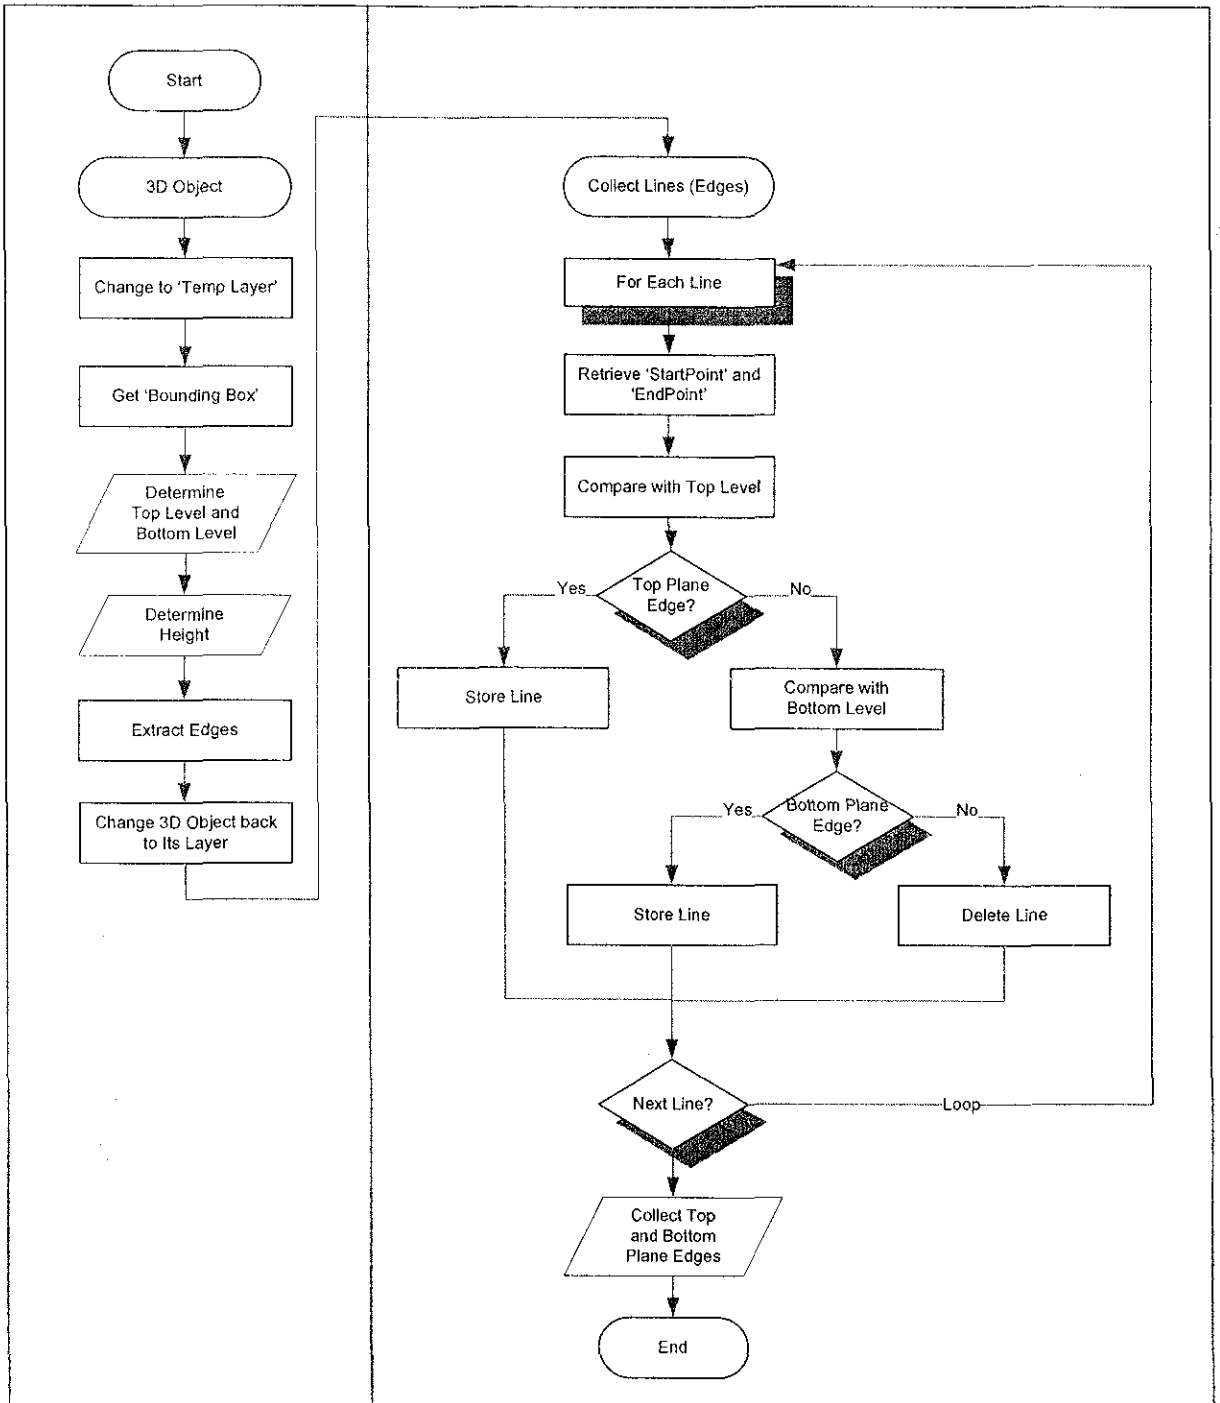 Start
3D Object
Change to 'Temp Layer'
Get 'Bounding Box'
Determine
Top Level and
Bottom Level
Determine
Height
Extract Edges
Change 3D Object back
to Its Layer
Collect Lines (Edges)
For Each Line
Retrieve 'StartPoint' and
'EndPoint'
Compare with Top Level
Top Plane
Edge?
Yes
No
Store Line
Compare with
Bottom Level
Bottom Plane
Edge?
Yes
No
Store Line
Delete Line
Next Line?
Loop
Collect Top
and Bottom
Plane Edges
End